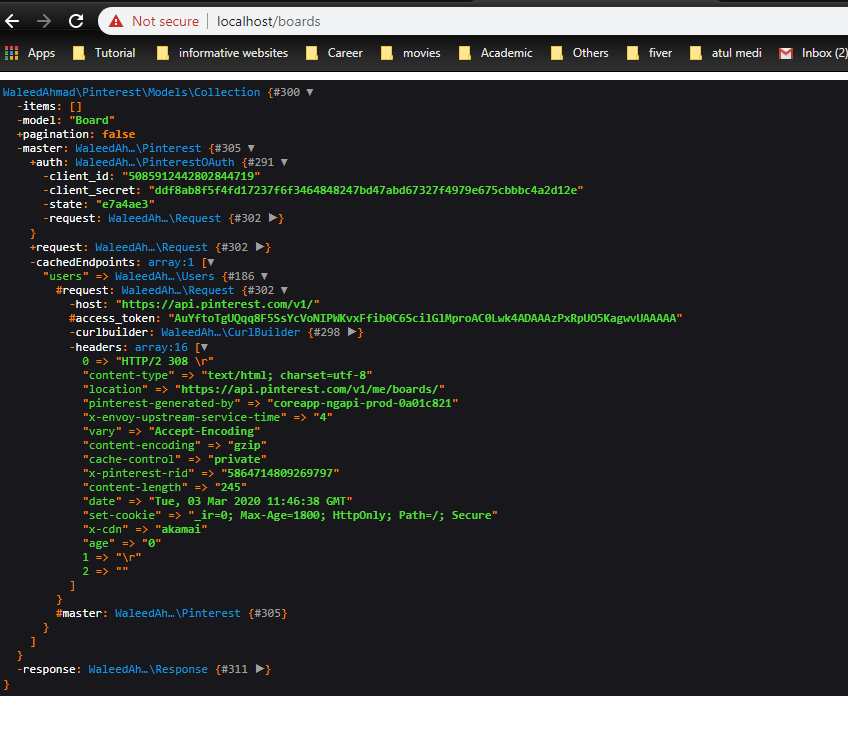 Not secure | localhost/boards
Apps Tutorial informative websites Career movies Academic Others fiver atul medi Inbox (2)
WaleedAhmad\Pinterest\Models\Collection {#300 ▼
-items: []
-model: "Board"
+pagination: false
-master: WaleedAh…\Pinterest {#305 ▼
+auth: WaleedAh…\PinterestOAuth {#291 ▼
-client_id: "5085912442802844719"
-client_secret: "ddf8ab8f5f4fd17237f6f3464848247bd47abd67327f4979e675cbbbc4a2d12e"
-state: "e7a4ae3"
-request: WaleedAh…\Request {#302 ▶}
}
+request: WaleedAh…\Request {#302 ▶}
-cachedEndpoints: array:1 [▼
"users" => WaleedAh…\Users {#186 ▼
#request: WaleedAh…\Request {#302 ▼
-host: "https://api.pinterest.com/v1/"
#access_token: "AuYftoTgUQqq8F5SsYcVoNIPWKvxFfib0C6ScilGlMproAC0Lwk4ADAAAzPxRpUO5KagwvUAAAAA"
-curlbuilder: WaleedAh…\CurlBuilder {#298 ▶}
-headers: array:16 [▼
0 => "HTTP/2 308 \r"
"content-type" => "text/html; charset=utf-8"
"location" => "https://api.pinterest.com/v1/me/boards/"
"pinterest-generated-by" => "coreapp-ngapi-prod-0a01c821"
"x-envoy-upstream-service-time" => "4"
"vary" => "Accept-Encoding"
"content-encoding" => "gzip"
"cache-control" => "private"
"x-pinterest-rid" => "5864714809269797"
"content-length" => "245"
"date" => "Tue, 03 Mar 2020 11:46:38 GMT"
"set-cookie" => "_ir=0; Max-Age=1800; HttpOnly; Path=/; Secure"
"x-cdn" => "akamai"
"age" => "0"
1 => "\r"
2 => ""
]
}
#master: WaleedAh…\Pinterest {#305}
}
]
}
-response: WaleedAh…\Response {#311 ▶}
}